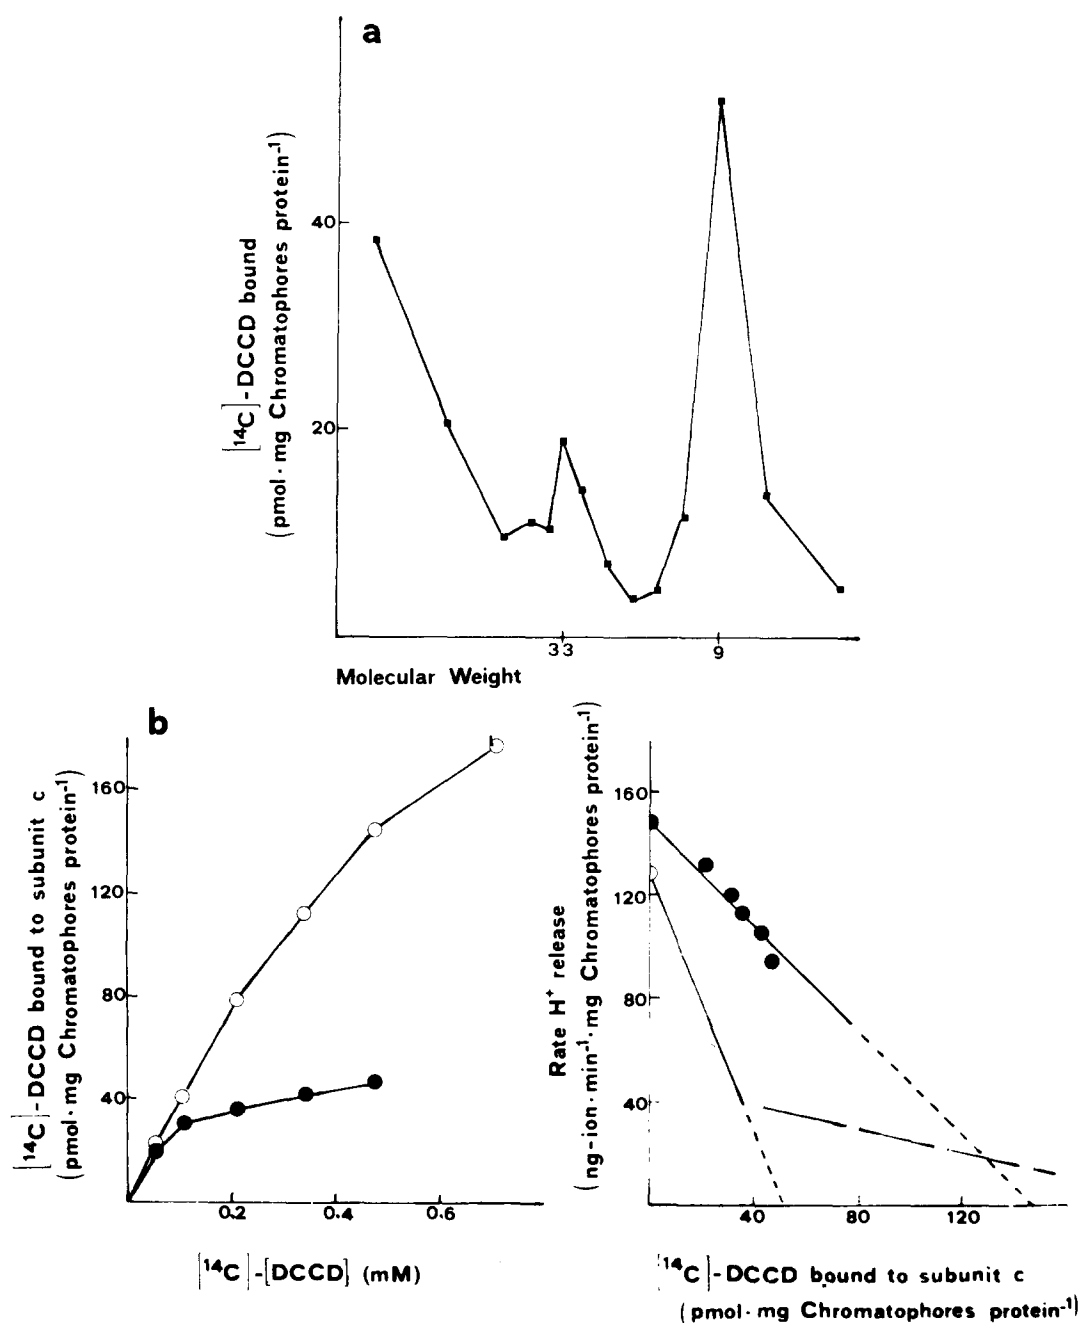 a
[¹⁴C]-DCCD bound
(pmol·mg Chromatophores protein⁻¹)
40
20
33
9
Molecular Weight
b
[¹⁴C]-DCCD bound to subunit c
(pmol·mg Chromatophores protein⁻¹)
160
120
80
40
0.2
0.4
0.6
[¹⁴C]-[DCCD] (mM)
Rate H⁺ release
(ng-ion·min⁻¹·mg Chromatophores protein⁻¹)
160
120
80
40
40
80
120
[¹⁴C]-DCCD bound to subunit c
(pmol·mg Chromatophores protein⁻¹)